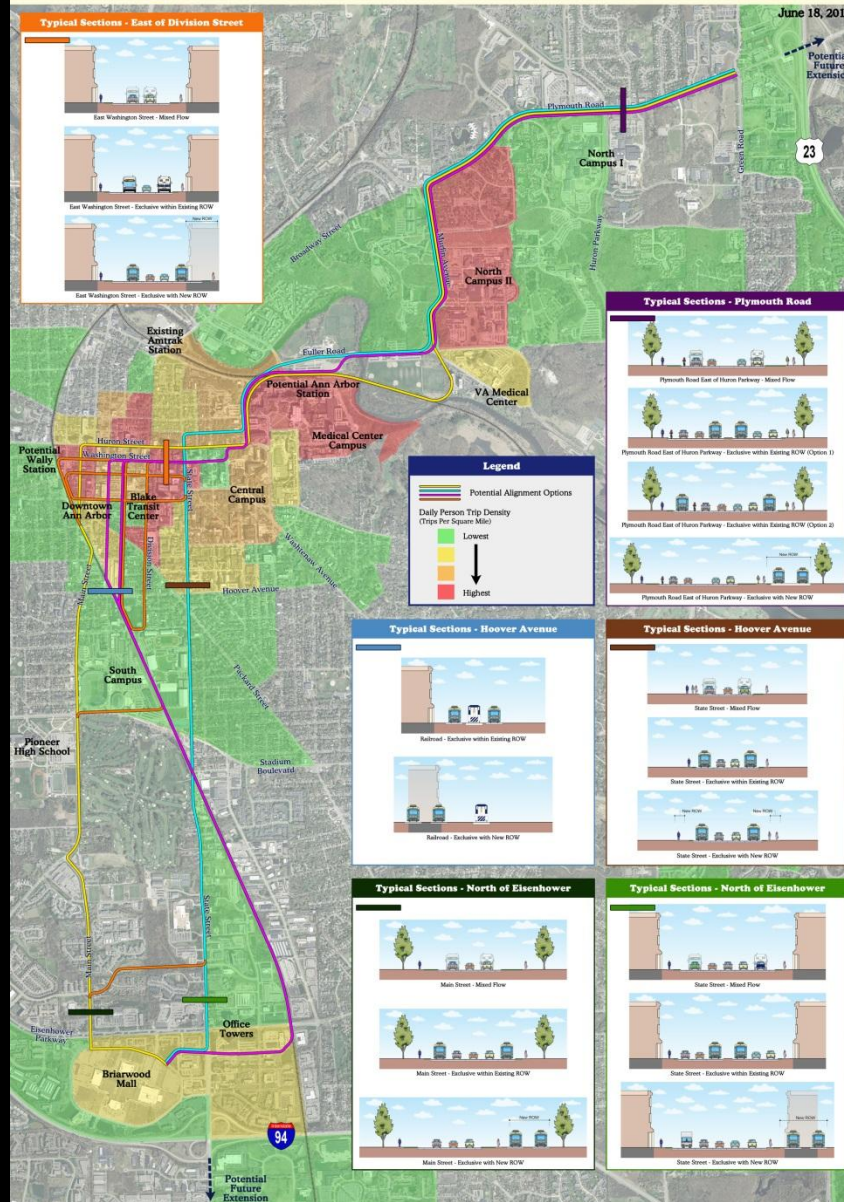 June 18, 201
Typical Sections - East of Division Street
East Washington Street - Mixed Flow
East Washington Street - Exclusive within Existing ROW
New ROW
East Washington Street - Exclusive with New ROW
Potential
Future
Extension
Plymouth Road
North
Campus I
Green Road
23
Broadway Street
Murfin Avenue
Huron Parkway
North
Campus II
Existing
Amtrak
Station
Fuller Road
Potential Ann Arbor
Station
VA Medical
Center
Medical Center
Campus
Huron Street
Washington Street
Potential
Wally
Station
State Street
Downtown
Ann Arbor
Blake
Transit
Center
Central
Campus
Division Street
Washtenaw Avenue
Main Street
Hoover Avenue
South
Campus
Packard Street
Pioneer
High School
Stadium
Boulevard
State Street
Main Street
Eisenhower
Parkway
Office
Towers
Briarwood
Mall
94
Potential
Future
Extension
Legend
Potential Alignment Options
Daily Person Trip Density
(Trips Per Square Mile)
Lowest
Highest
Typical Sections - Plymouth Road
Plymouth Road East of Huron Parkway - Mixed Flow
Plymouth Road East of Huron Parkway - Exclusive within Existing ROW (Option 1)
Plymouth Road East of Huron Parkway - Exclusive within Existing ROW (Option 2)
New ROW
Plymouth Road East of Huron Parkway - Exclusive with New ROW
Typical Sections - Hoover Avenue
Railroad - Exclusive within Existing ROW
Railroad - Exclusive with New ROW
Typical Sections - Hoover Avenue
State Street - Mixed Flow
State Street - Exclusive within Existing ROW
New ROW New ROW
State Street - Exclusive with New ROW
Typical Sections - North of Eisenhower
Main Street - Mixed Flow
Main Street - Exclusive within Existing ROW
New ROW
Main Street - Exclusive with New ROW
Typical Sections - North of Eisenhower
State Street - Mixed Flow
State Street - Exclusive within Existing ROW
New ROW
State Street - Exclusive with New ROW